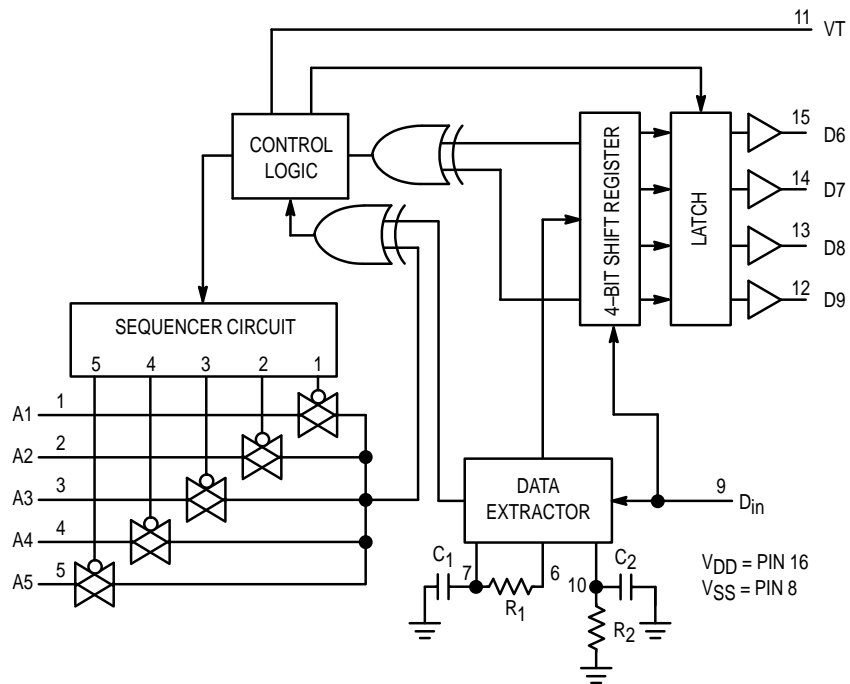 11 VT
CONTROL
LOGIC
4–BIT SHIFT REGISTER
LATCH
15 D6
14 D7
13 D8
12 D9
SEQUENCER CIRCUIT
5 4 3 2 1
A1 1
A2 2
A3 3
A4 4
A5 5
DATA
EXTRACTOR
9 Din
C1 7 R1 6 10 C2
R2
VDD = PIN 16
VSS = PIN 8